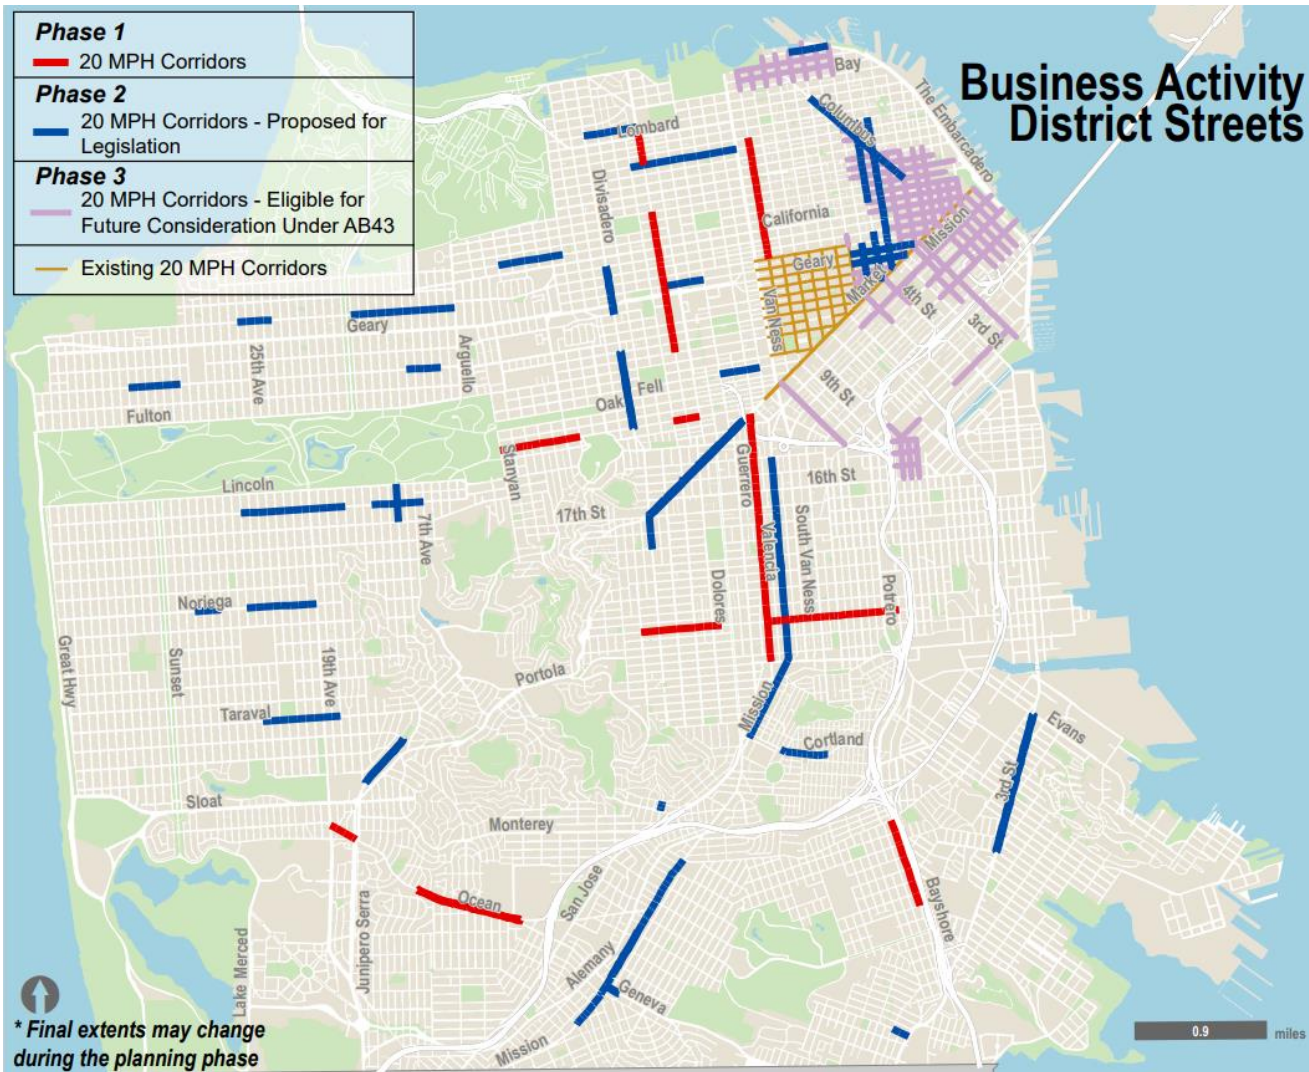 Phase 1
20 MPH Corridors
Phase 2
20 MPH Corridors - Proposed for
Legislation
Phase 3
20 MPH Corridors - Eligible for
Future Consideration Under AB43
Existing 20 MPH Corridors
Business Activity
District Streets
Bay
The Embarcadero
Columbus
Lombard
Divisadero
California
Mission
Geary
Market
Van Ness
4th St
3rd St
Geary
25th Ave
Arguello
Fell
Oak
9th St
Fulton
Stanyan
Guerrero
16th St
Lincoln
17th St
7th Ave
Valencia
South Van Ness
Dolores
Potrero
Noriega
Great Hwy
Sunset
19th Ave
Portola
Taraval
Mission
Cortland
Evans
3rd St
Sloat
Monterey
Ocean
San Jose
Bayshore
Junipero Serra
Lake Merced
Alemany
Geneva
Mission
* Final extents may change
during the planning phase
0.9
miles